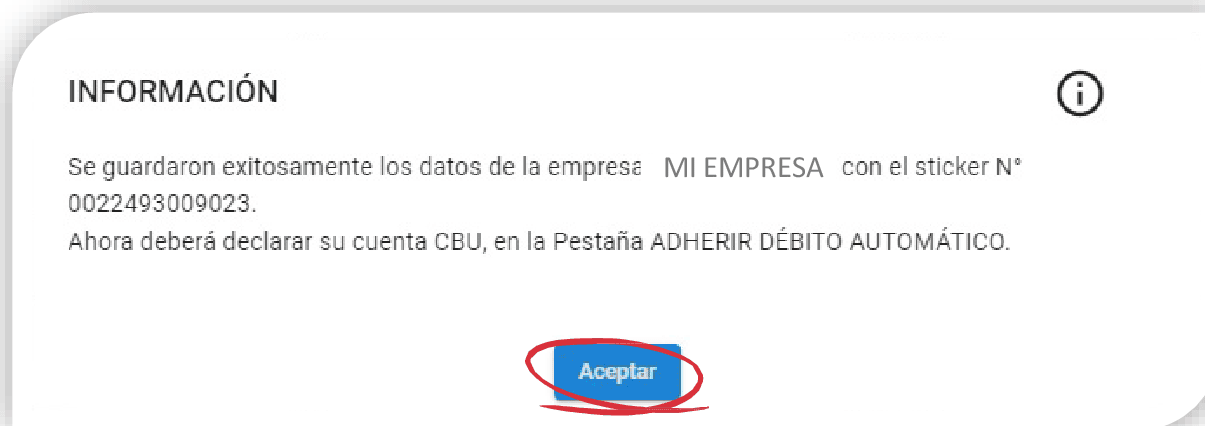 INFORMACIÓN
Se guardaron exitosamente los datos de la empresa MI EMPRESA con el sticker N°
0022493009023.
Ahora deberá declarar su cuenta CBU, en la Pestaña ADHERIR DÉBITO AUTOMÁTICO.
Aceptar